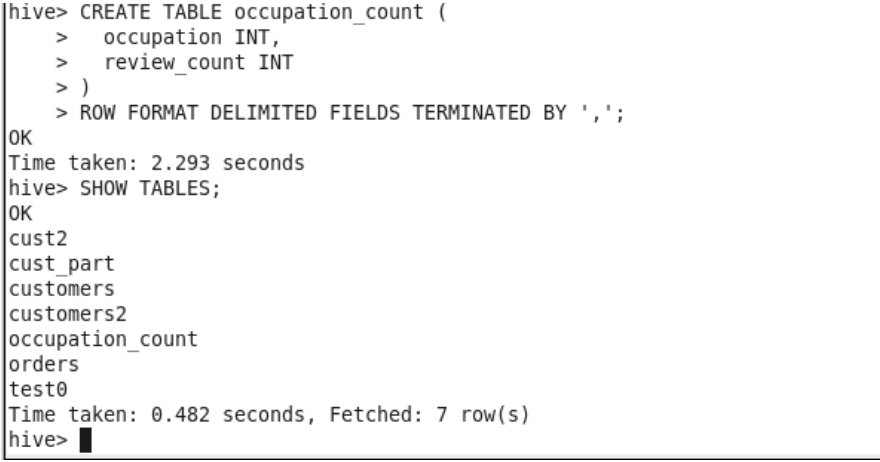 hive> CREATE TABLE occupation_count (
    >   occupation INT,
    >   review_count INT
    > )
    > ROW FORMAT DELIMITED FIELDS TERMINATED BY ',';
OK
Time taken: 2.293 seconds
hive> SHOW TABLES;
OK
cust2
cust_part
customers
customers2
occupation_count
orders
test0
Time taken: 0.482 seconds, Fetched: 7 row(s)
hive>